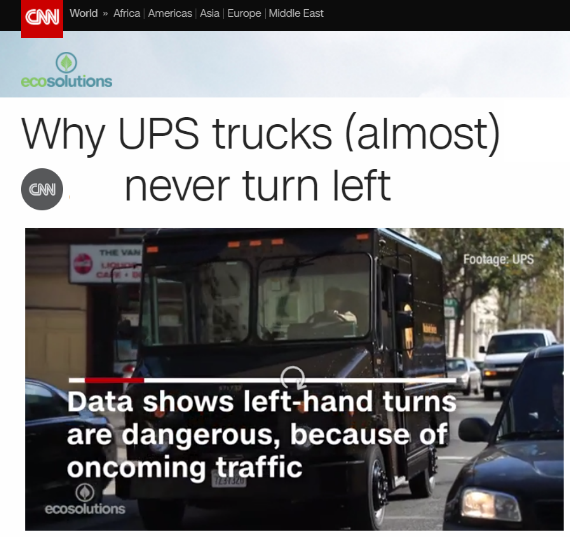 CNN World » Africa | Americas | Asia | Europe | Middle East
ecosolutions
Why UPS trucks (almost)
never turn left
CNN
Footage: UPS
THE VAN
Data shows left-hand turns
are dangerous, because of
oncoming traffic
ecosolutions